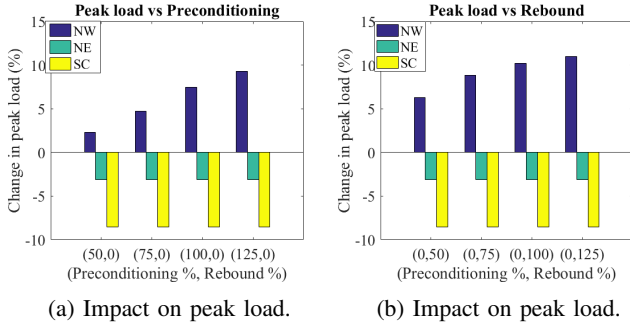 Peak load vs Preconditioning
Change in peak load (%)
15
10
5
0
-5
-10
NW
NE
SC
(50,0) (75,0) (100,0) (125,0)
(Preconditioning %, Rebound %)
(a) Impact on peak load.
Peak load vs Rebound
Change in peak load (%)
15
10
5
0
-5
-10
NW
NE
SC
(0,50) (0,75) (0,100) (0,125)
(Preconditioning %, Rebound %)
(b) Impact on peak load.